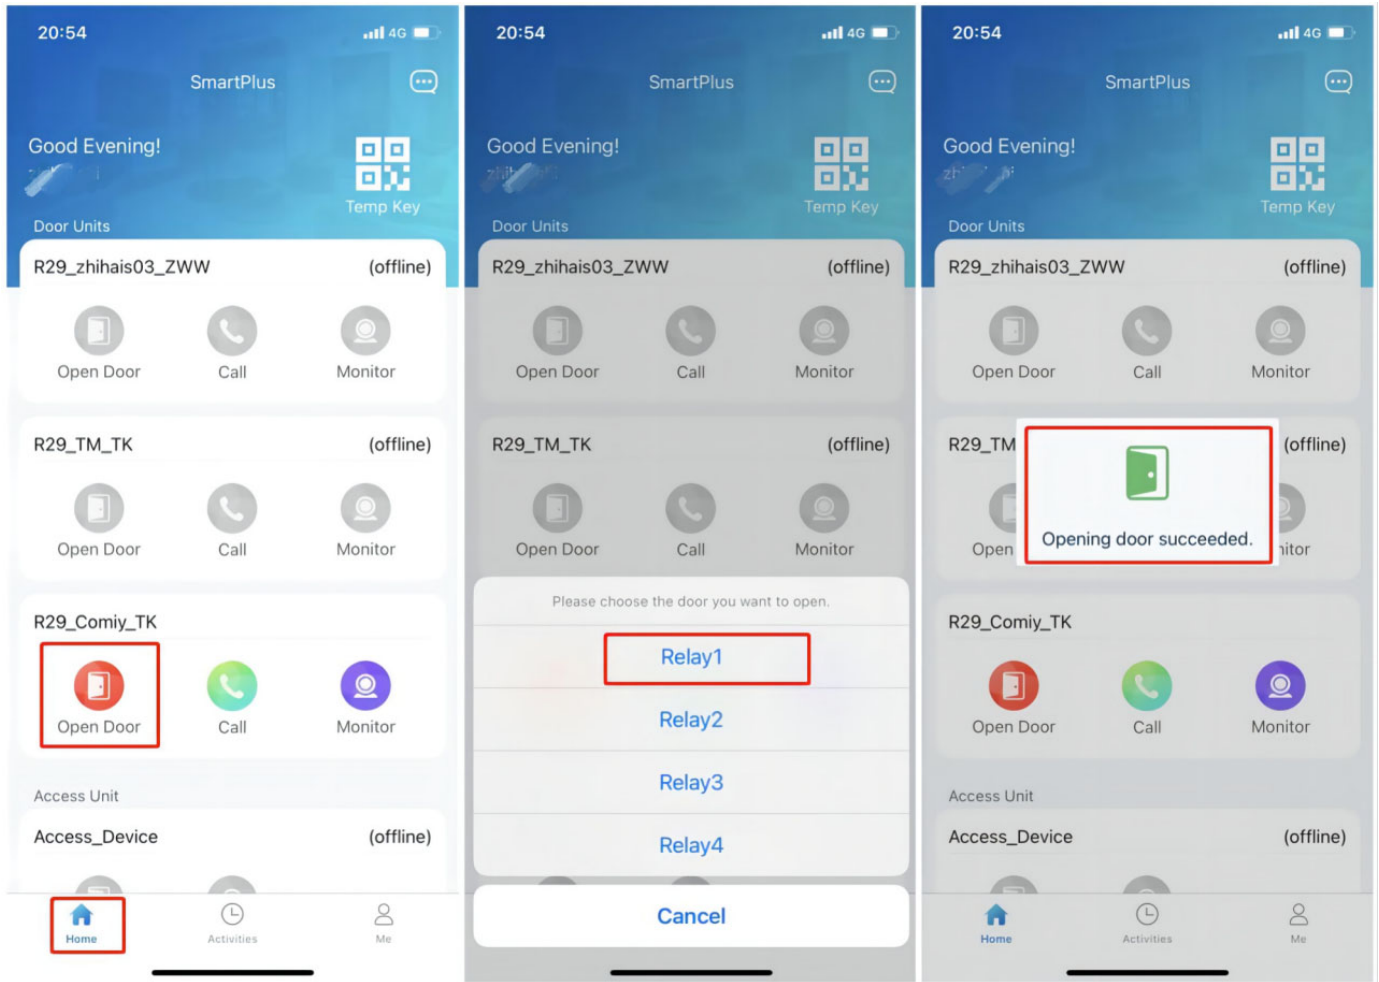 20:54
4G
SmartPlus
Good Evening!
Temp Key
Door Units
R29_zhihais03_ZWW (offline)
Open Door Call Monitor
R29_TM_TK (offline)
Open Door Call Monitor
R29_Comiy_TK
Open Door Call Monitor
Access Unit
Access_Device (offline)
Home Activities Me
20:54
4G
SmartPlus
Good Evening!
Temp Key
Door Units
R29_zhihais03_ZWW (offline)
Open Door Call Monitor
R29_TM_TK (offline)
Open Door Call Monitor
Please choose the door you want to open.
Relay1
Relay2
Relay3
Relay4
Cancel
20:54
4G
SmartPlus
Good Evening!
Temp Key
Door Units
R29_zhihais03_ZWW (offline)
Open Door Call Monitor
R29_TM (offline)
Opening door succeeded.
Open nitor
R29_Comiy_TK
Open Door Call Monitor
Access Unit
Access_Device (offline)
Home Activities Me